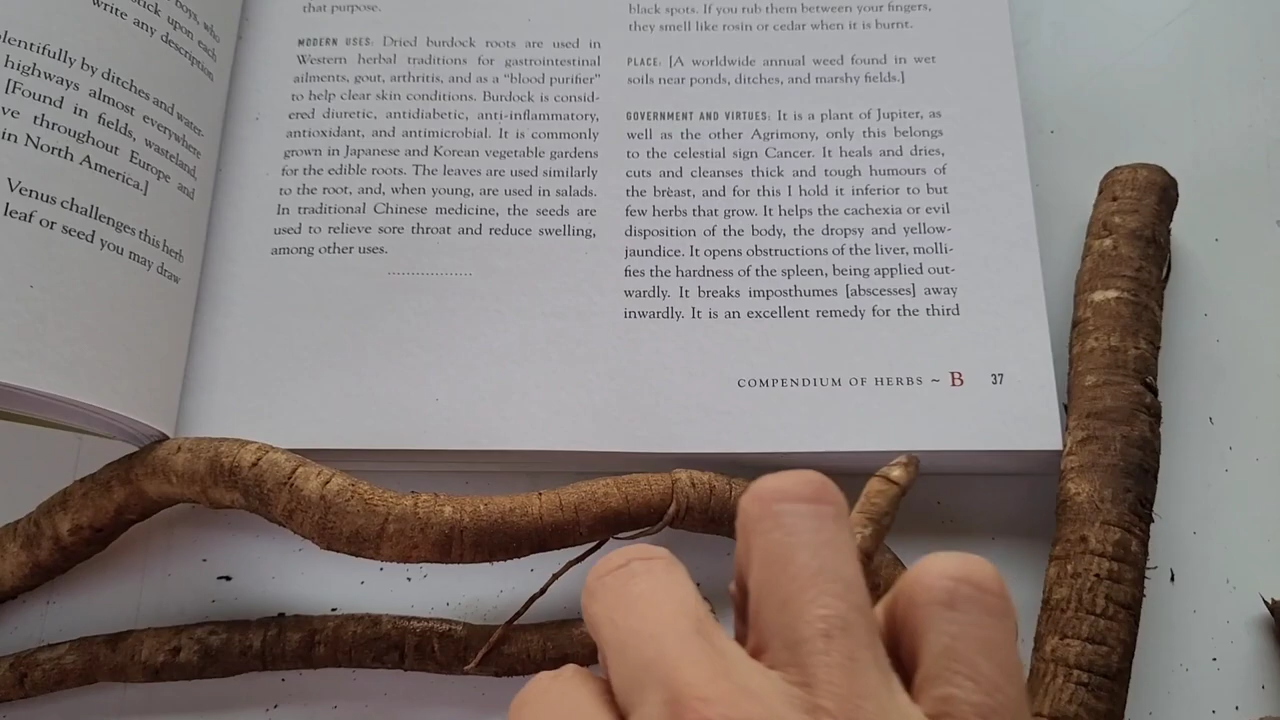 boys, who
stick upon each
write any description
plentifully by ditches and water-
highways almost everywhere
[Found in fields, wasteland,
ve throughout Europe and
in North America.]
Venus challenges this herb
leaf or seed you may draw
that purpose.
MODERN USES: Dried burdock roots are used in
Western herbal traditions for gastrointestinal
ailments, gout, arthritis, and as a “blood purifier”
to help clear skin conditions. Burdock is consid-
ered diuretic, antidiabetic, anti-inflammatory,
antioxidant, and antimicrobial. It is commonly
grown in Japanese and Korean vegetable gardens
for the edible roots. The leaves are used similarly
to the root, and, when young, are used in salads.
In traditional Chinese medicine, the seeds are
used to relieve sore throat and reduce swelling,
among other uses.
black spots. If you rub them between your fingers,
they smell like rosin or cedar when it is burnt.
PLACE: [A worldwide annual weed found in wet
soils near ponds, ditches, and marshy fields.]
GOVERNMENT AND VIRTUES: It is a plant of Jupiter, as
well as the other Agrimony, only this belongs
to the celestial sign Cancer. It heals and dries,
cuts and cleanses thick and tough humours of
the breast, and for this I hold it inferior to but
few herbs that grow. It helps the cachexia or evil
disposition of the body, the dropsy and yellow-
jaundice. It opens obstructions of the liver, molli-
fies the hardness of the spleen, being applied out-
wardly. It breaks imposthumes [abscesses] away
inwardly. It is an excellent remedy for the third
COMPENDIUM OF HERBS ~ B 37